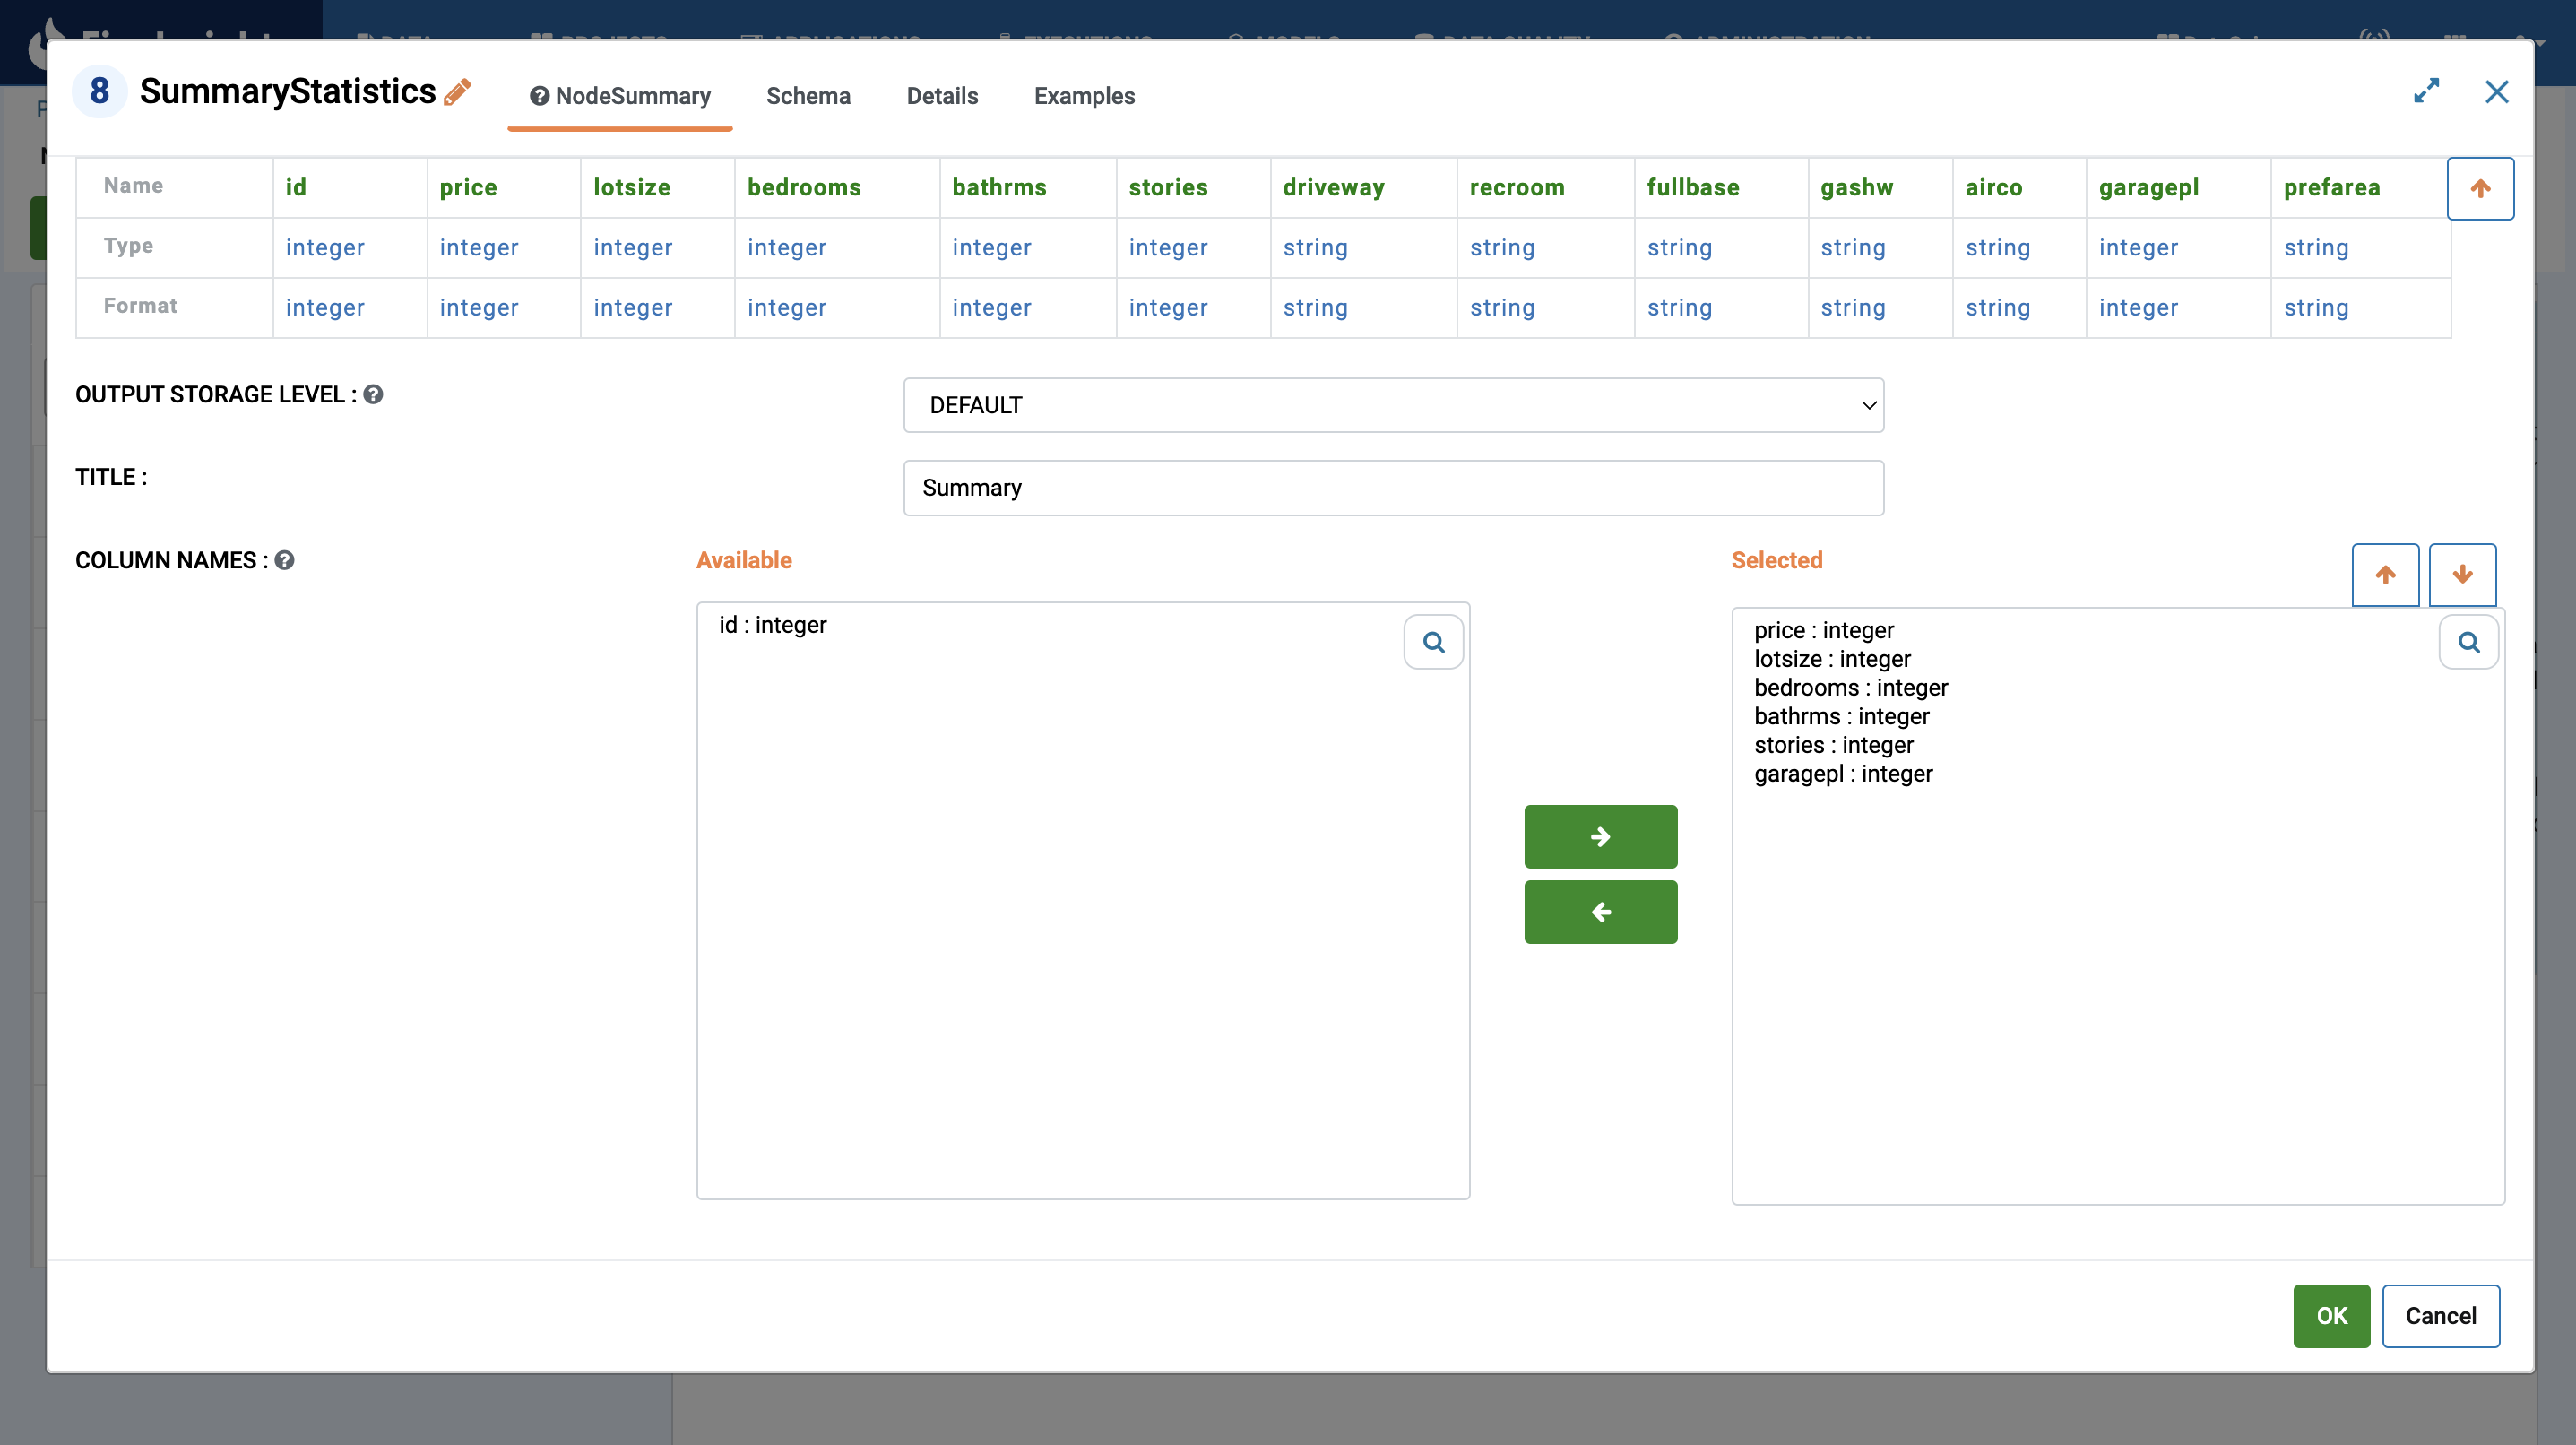 8 SummaryStatistics NodeSummary Schema Details Examples
Name id price lotsize bedrooms bathrms stories driveway recroom fullbase gashw airco garagepl prefarea
Type integer integer integer integer integer integer string string string string string integer string
Format integer integer integer integer integer integer string string string string string integer string
OUTPUT STORAGE LEVEL :
DEFAULT
TITLE :
Summary
COLUMN NAMES :
Available
id : integer
Selected
price : integer
lotsize : integer
bedrooms : integer
bathrms : integer
stories : integer
garagepl : integer
OK Cancel